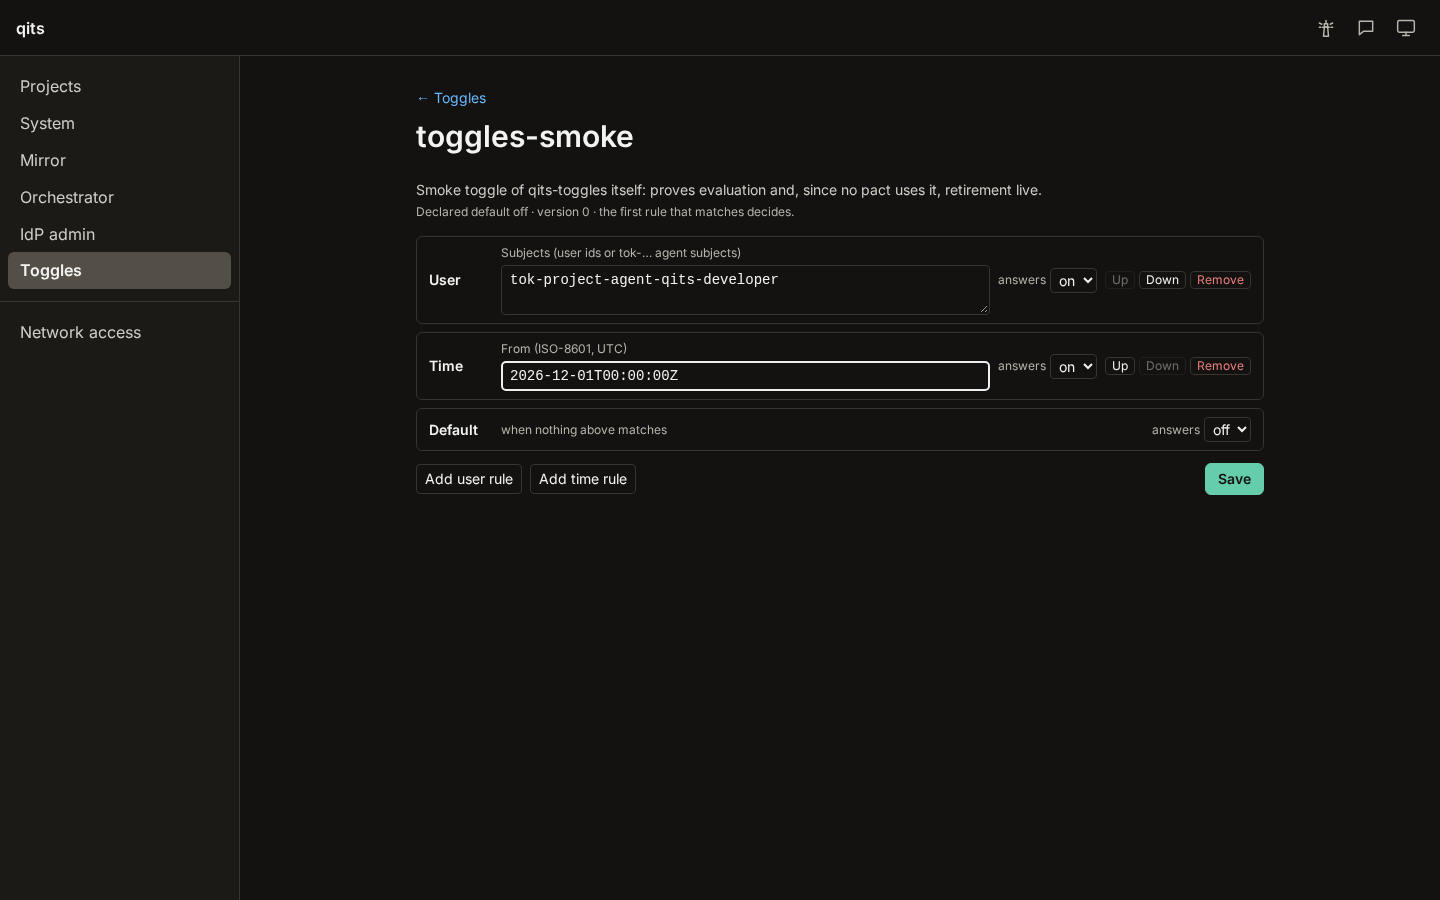 qits
Projects
System
Mirror
Orchestrator
IdP admin
Toggles
Network access
← Toggles
toggles-smoke
Smoke toggle of qits-toggles itself: proves evaluation and, since no pact uses it, retirement live.
Declared default off · version 0 · the first rule that matches decides.
Subjects (user ids or tok-... agent subjects)
User tok-project-agent-qits-developer answers on Up Down Remove
From (ISO-8601, UTC)
Time 2026-12-01T00:00:00Z answers on Up Down Remove
Default when nothing above matches answers off
Add user rule Add time rule Save